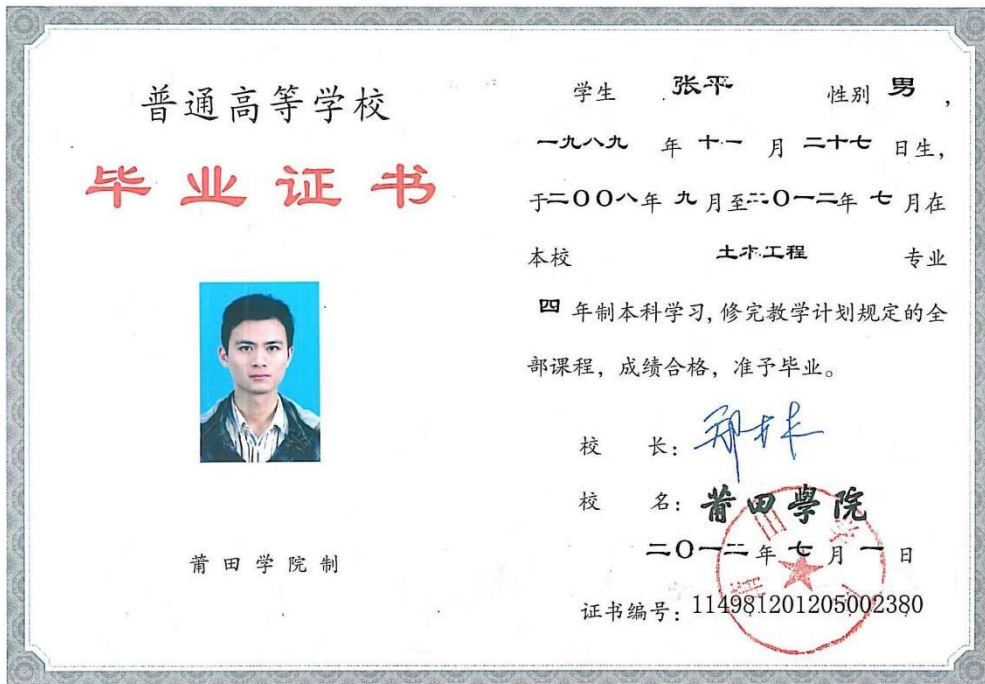 普通高等学校
毕业证书
莆田学院制
学生 张平 性别 男，
一九八九 年 十一 月 二十七 日生，
于二〇〇八年 九 月至二〇一二年 七 月在
本校 土木工程 专业
四 年制本科学习，修完教学计划规定的全
部课程，成绩合格，准予毕业。
校 长：
校 名：莆田學院
二〇一二 年 七 月 一 日
证书编号：114981201205002380